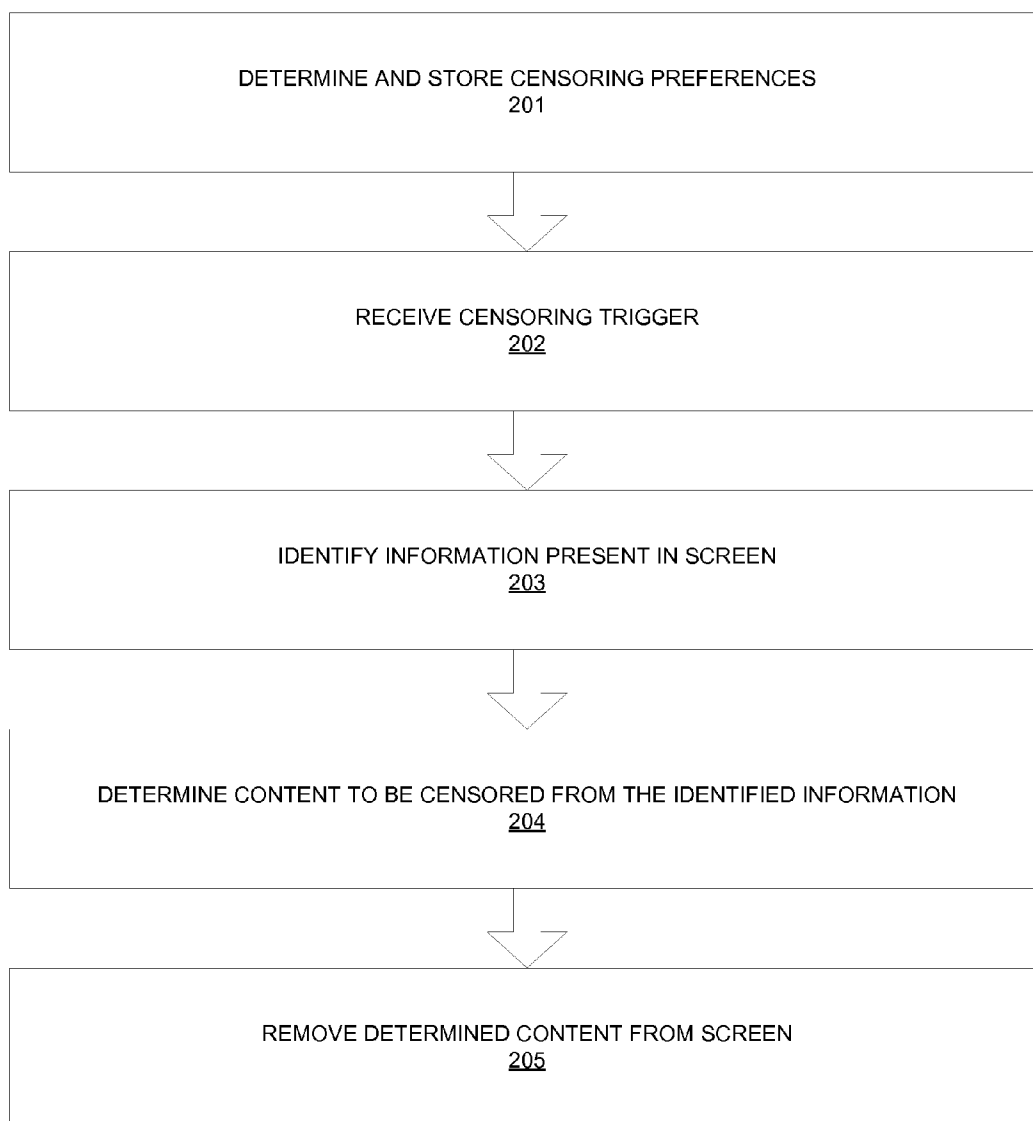 DETERMINE AND STORE CENSORING PREFERENCES
201
RECEIVE CENSORING TRIGGER
202
IDENTIFY INFORMATION PRESENT IN SCREEN
203
DETERMINE CONTENT TO BE CENSORED FROM THE IDENTIFIED INFORMATION
204
REMOVE DETERMINED CONTENT FROM SCREEN
205